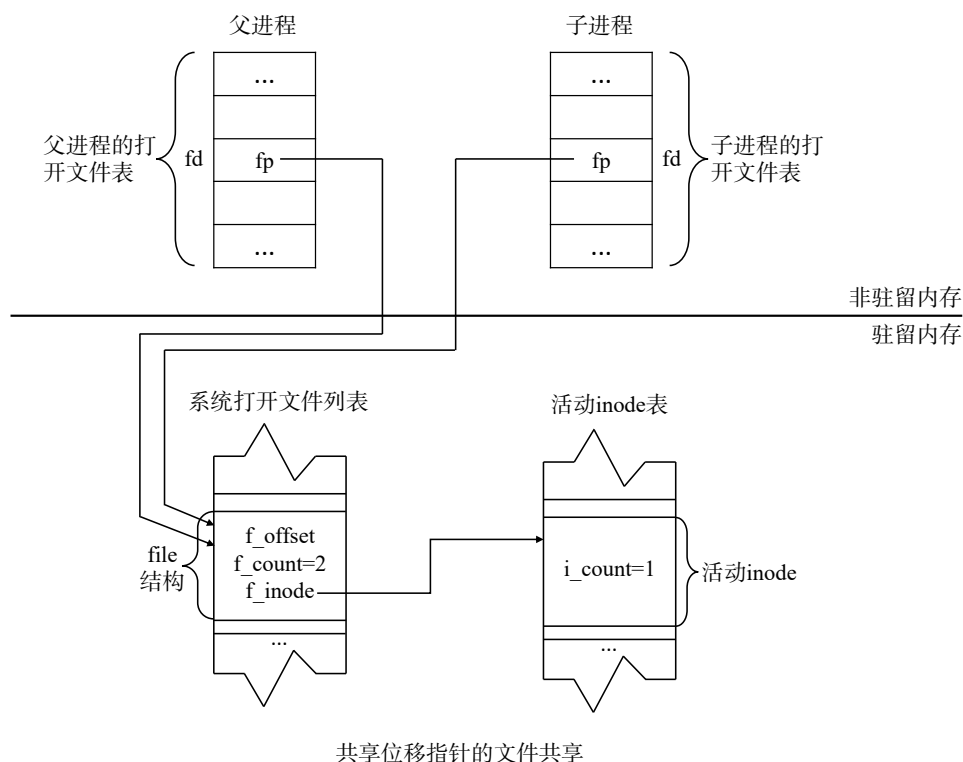 父进程
子进程
...
...
父进程的打
开文件表
fd
fp
fp
fd
子进程的打
开文件表
...
...
非驻留内存
驻留内存
系统打开文件列表
活动inode表
file
结构
f_offset
f_count=2
f_inode
i_count=1
活动inode
...
...
共享位移指针的文件共享